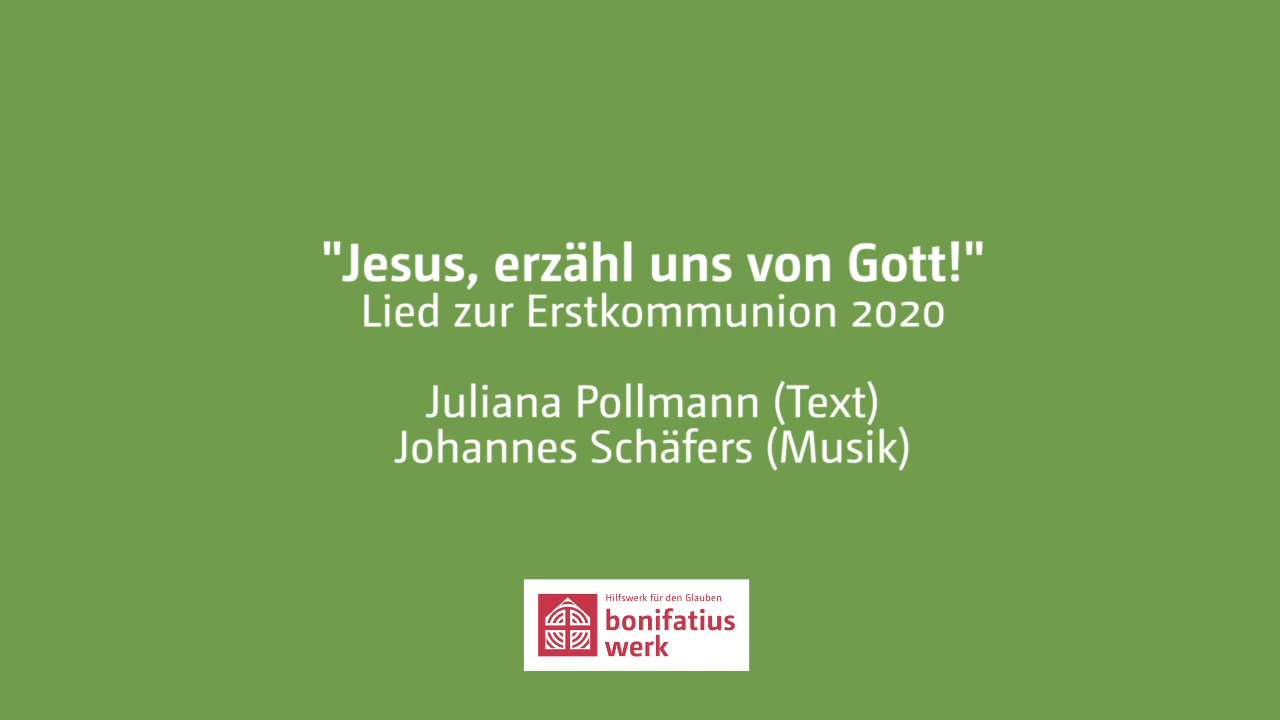 "Jesus, erzähl uns von Gott!"
Lied zur Erstkommunion 2020
Juliana Pollmann (Text)
Johannes Schäfers (Musik)
Hilfswerk für den Glauben
bonifatius
werk